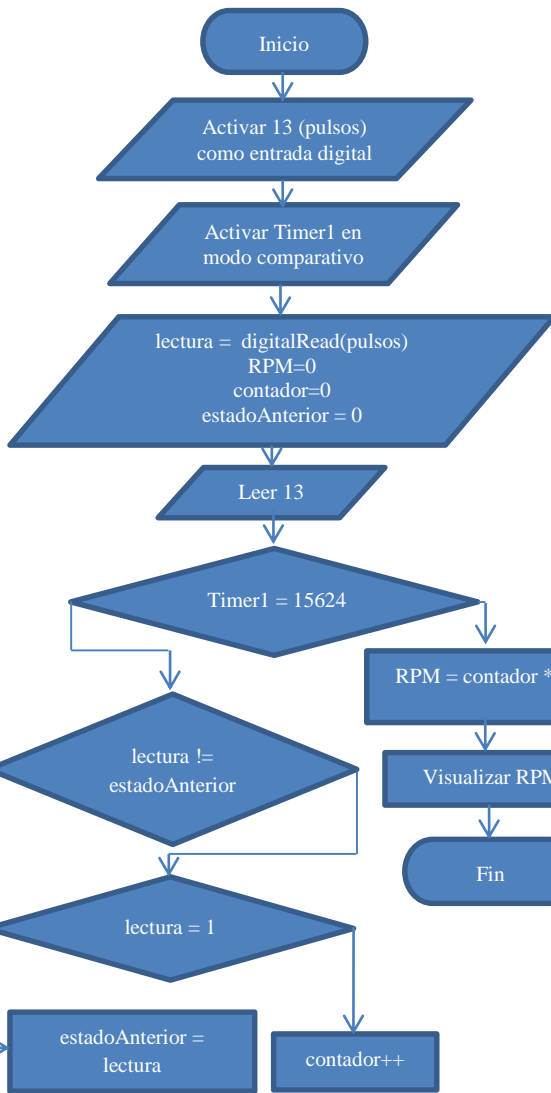 Inicio
Activar 13 (pulsos)
como entrada digital
Activar Timer1 en
modo comparativo
lectura = digitalRead(pulsos)
RPM=0
contador=0
estadoAnterior = 0
Leer 13
Timer1 = 15624
RPM = contador *
lectura !=
estadoAnterior
Visualizar RPM
Fin
lectura = 1
estadoAnterior =
lectura
contador++